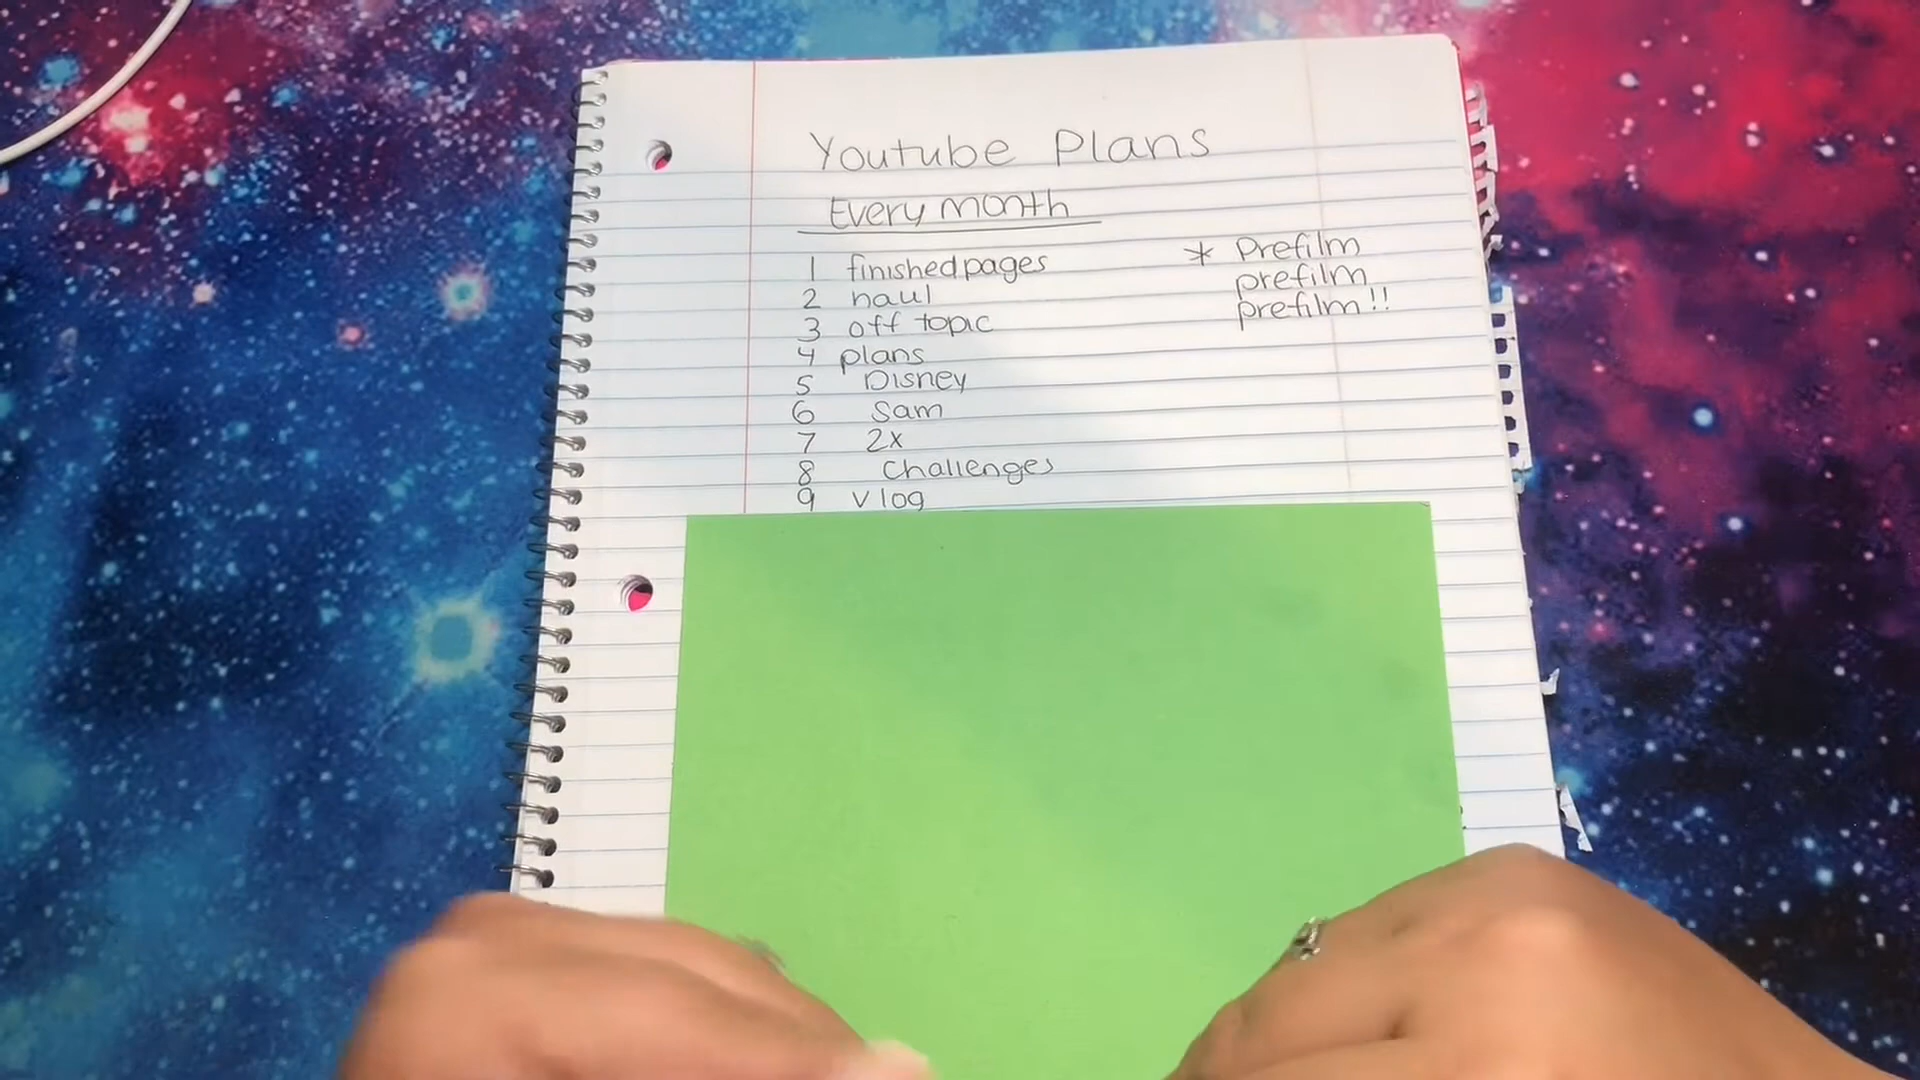 Youtube Plans
Every month
1 finished pages
2 haul
3 off topic
4 plans
5 Disney
6 Sam
7 2x
8 Challenges
9 Vlog
* Prefilm
prefilm
prefilm!!